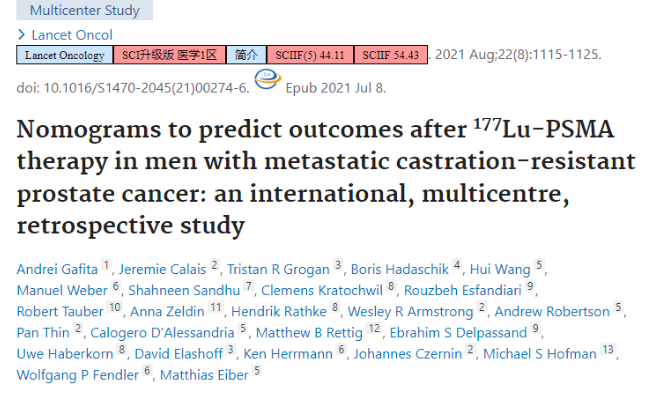 Multicenter Study
> Lancet Oncol
Lancet Oncology SCI升级版 医学1区 简介 SCIIF(5) 44.11 SCIIF 54.43 . 2021 Aug;22(8):1115-1125.
doi: 10.1016/S1470-2045(21)00274-6. Epub 2021 Jul 8.
Nomograms to predict outcomes after ¹⁷⁷Lu-PSMA
therapy in men with metastatic castration-resistant
prostate cancer: an international, multicentre,
retrospective study
Andrei Gafita 1, Jeremie Calais 2, Tristan R Grogan 3, Boris Hadaschik 4, Hui Wang 5,
Manuel Weber 6, Shahneen Sandhu 7, Clemens Kratochwil 8, Rouzbeh Esfandiari 9,
Robert Tauber 10, Anna Zeldin 11, Hendrik Rathke 8, Wesley R Armstrong 2, Andrew Robertson 5,
Pan Thin 2, Calogero D'Alessandria 5, Matthew B Rettig 12, Ebrahim S Delpassand 9,
Uwe Haberkorn 8, David Elashoff 3, Ken Herrmann 6, Johannes Czernin 2, Michael S Hofman 13,
Wolfgang P Fendler 6, Matthias Eiber 5